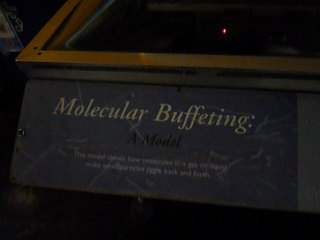 Molecular Buffeting:
A Model
This model shows how molecules in a gas or liquid
make small particles jiggle back and forth.